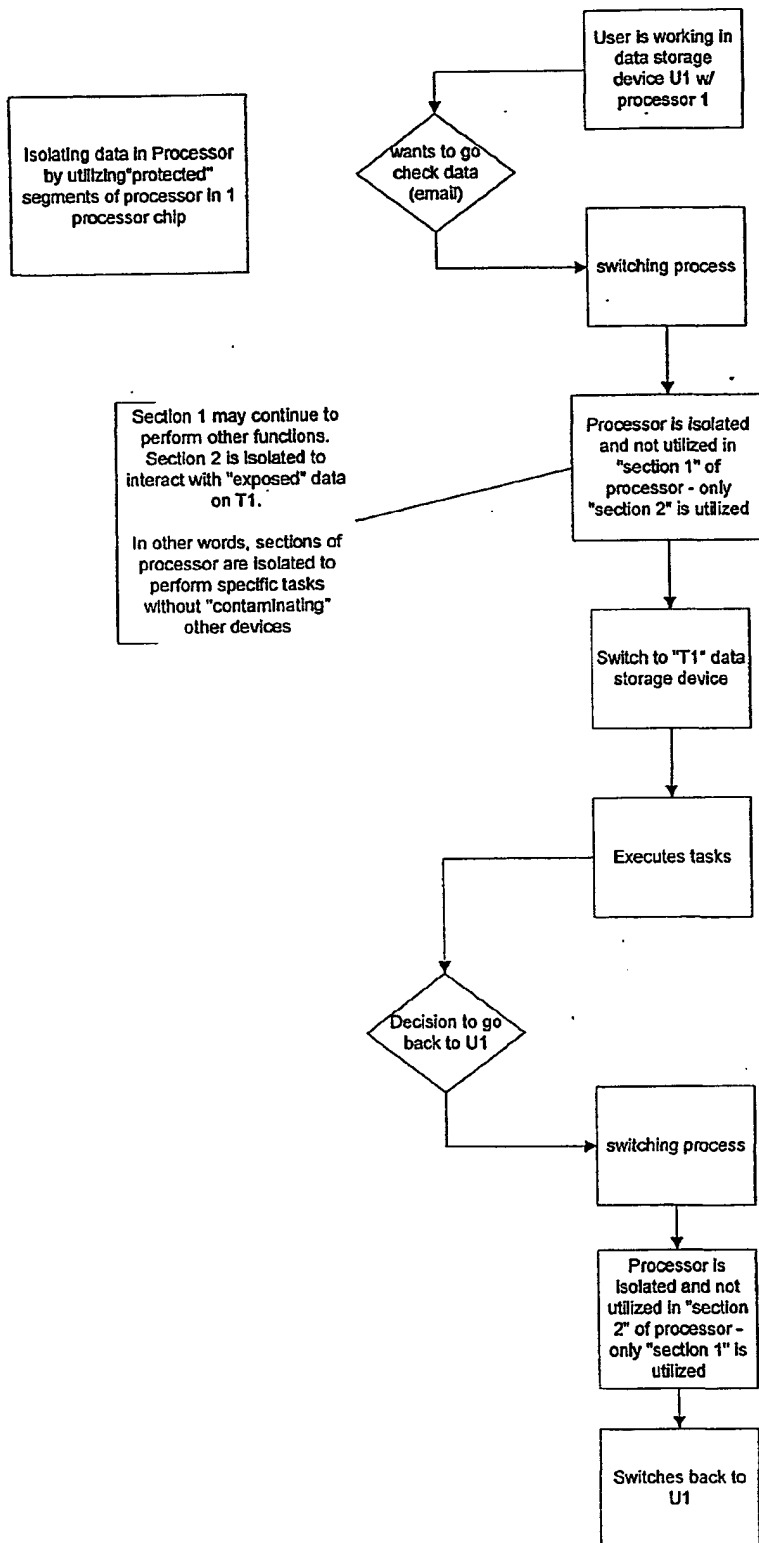 User is working in
data storage
device U1 w/
processor 1
Isolating data in Processor
by utilizing"protected"
segments of processor in 1
processor chip
wants to go
check data
(email)
switching process
Section 1 may continue to
perform other functions.
Section 2 is isolated to
interact with "exposed" data
on T1.
In other words, sections of
processor are isolated to
perform specific tasks
without "contaminating"
other devices
Processor is isolated
and not utilized in
"section 1" of
processor - only
"section 2" is utilized
Switch to "T1" data
storage device
Executes tasks
Decision to go
back to U1
switching process
Processor is
isolated and not
utilized in "section
2" of processor -
only "section 1" is
utilized
Switches back to
U1